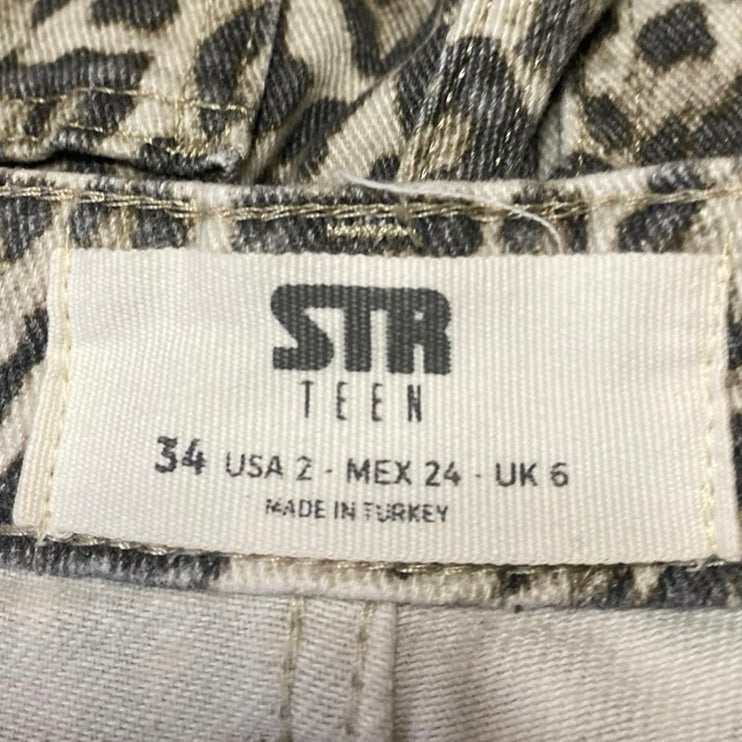 STR
TEEN
34 USA 2 - MEX 24 - UK 6
MADE IN TURKEY